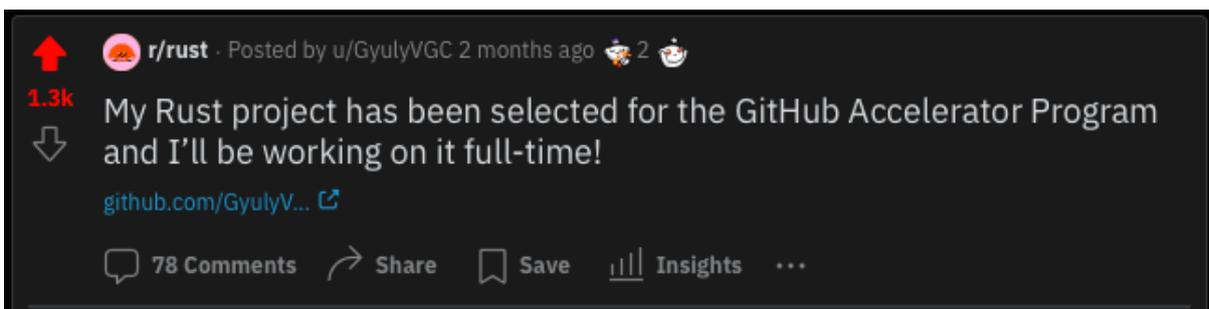 r/rust · Posted by u/GyulyVGC 2 months ago 2
1.3k
My Rust project has been selected for the GitHub Accelerator Program
and I’ll be working on it full-time!
github.com/GyulyV...
78 Comments Share Save Insights ...